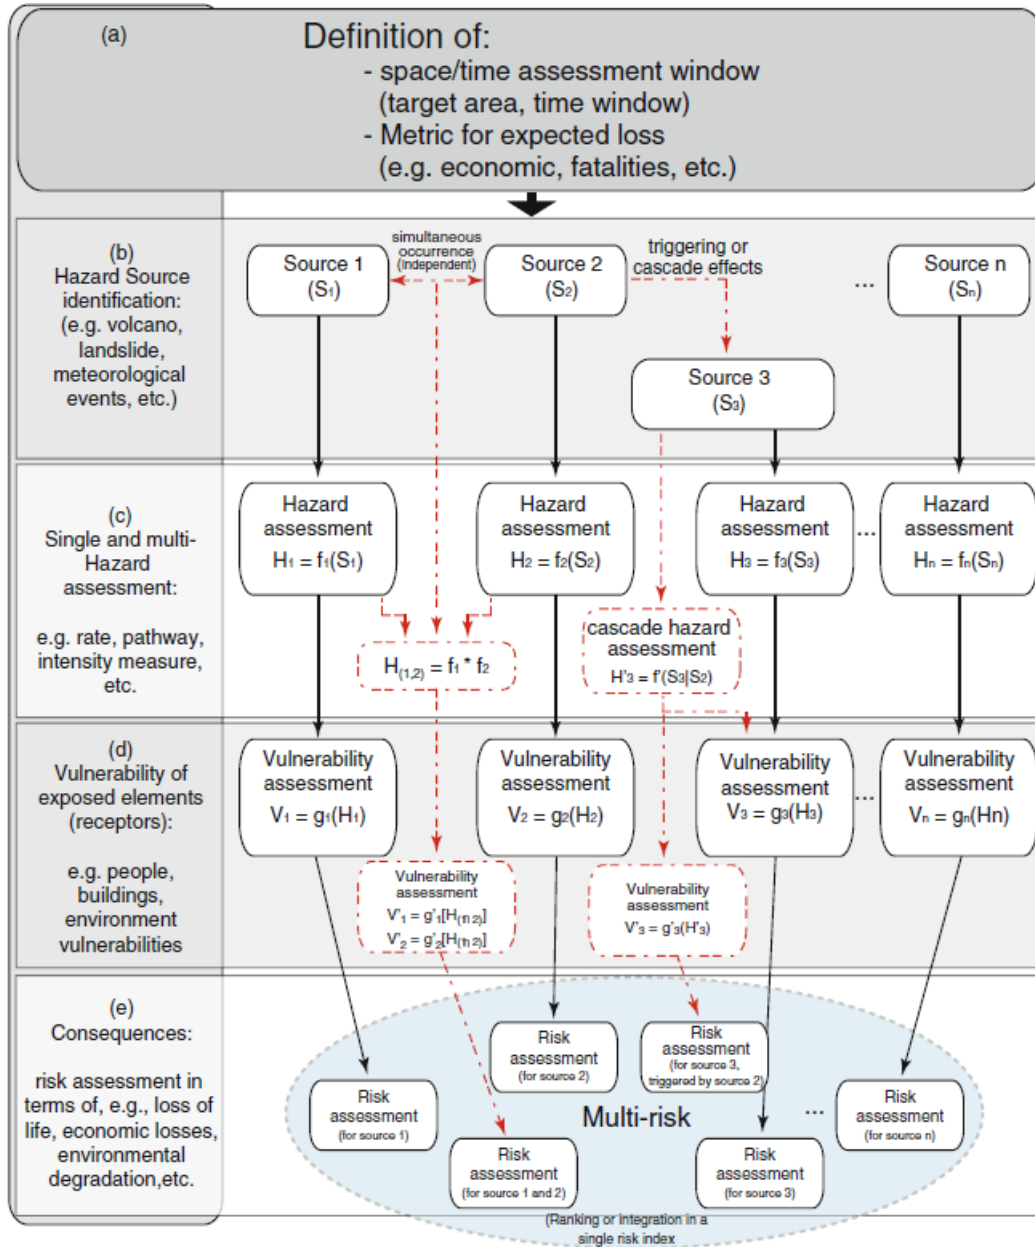 (a)
Definition of:
- space/time assessment window
(target area, time window)
- Metric for expected loss
(e.g. economic, fatalities, etc.)
(b)
Hazard Source
identification:
(e.g. volcano,
landslide,
meteorological
events, etc.)
Source 1
(S₁)
simultaneous
occurrence
(Independent)
Source 2
(S₂)
triggering or
cascade effects
Source 3
(S₃)
...
Source n
(Sₙ)
(c)
Single and multi-
Hazard
assessment:
e.g. rate, pathway,
intensity measure,
etc.
Hazard
assessment
H₁ = f₁(S₁)
Hazard
assessment
H₂ = f₂(S₂)
Hazard
assessment
H₃ = f₃(S₃)
...
Hazard
assessment
Hₙ = fₙ(Sₙ)
H₍₁,₂₎ = f₁ * f₂
cascade hazard
assessment
H'₃ = f'(S₃|S₂)
(d)
Vulnerability of
exposed elements
(receptors):
e.g. people,
buildings,
environment
vulnerabilities
Vulnerability
assessment
V₁ = g₁(H₁)
Vulnerability
assessment
V₂ = g₂(H₂)
Vulnerability
assessment
V₃ = g₃(H₃)
...
Vulnerability
assessment
Vₙ = gₙ(Hn)
Vulnerability
assessment
V'₁ = g'₁
V'₂ = g'₂
Vulnerability
assessment
V'₃ = g'₃(H'₃)
(e)
Consequences:
risk assessment in
terms of, e.g., loss of
life, economic losses,
environmental
degradation,etc.
Risk
assessment
(for source 1)
Risk
assessment
(for source 2)
Risk
assessment
(for source 3,
triggered by source 2)
Multi-risk
...
Risk
assessment
(for source n)
Risk
assessment
(for source 1 and 2)
Risk
assessment
(for source 3)
(Ranking or integration in a
single risk index